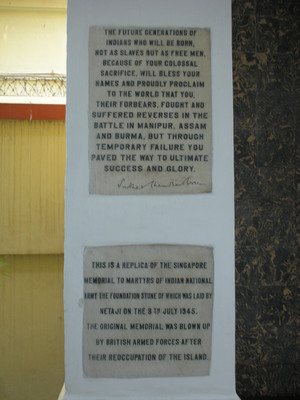 THE FUTURE GENERATIONS OF
INDIANS WHO WILL BE BORN,
NOT AS SLAVES BUT AS FREE MEN,
BECAUSE OF YOUR COLOSSAL
SACRIFICE, WILL BLESS YOUR
NAMES AND PROUDLY PROCLAIM
TO THE WORLD THAT YOU,
THEIR FORBEARS, FOUGHT AND
SUFFERED REVERSES IN THE
BATTLE IN MANIPUR, ASSAM
AND BURMA, BUT THROUGH
TEMPORARY FAILURE YOU
PAVED THE WAY TO ULTIMATE
SUCCESS AND GLORY.
THIS IS A REPLICA OF THE SINGAPORE
MEMORIAL TO MARTYRS OF INDIAN NATIONAL
ARMY THE FOUNDATION STONE OF WHICH WAS LAID BY
NETAJI ON THE 8TH JULY 1945.
THE ORIGINAL MEMORIAL WAS BLOWN UP
BY BRITISH ARMED FORCES AFTER
THEIR REOCCUPATION OF THE ISLAND.